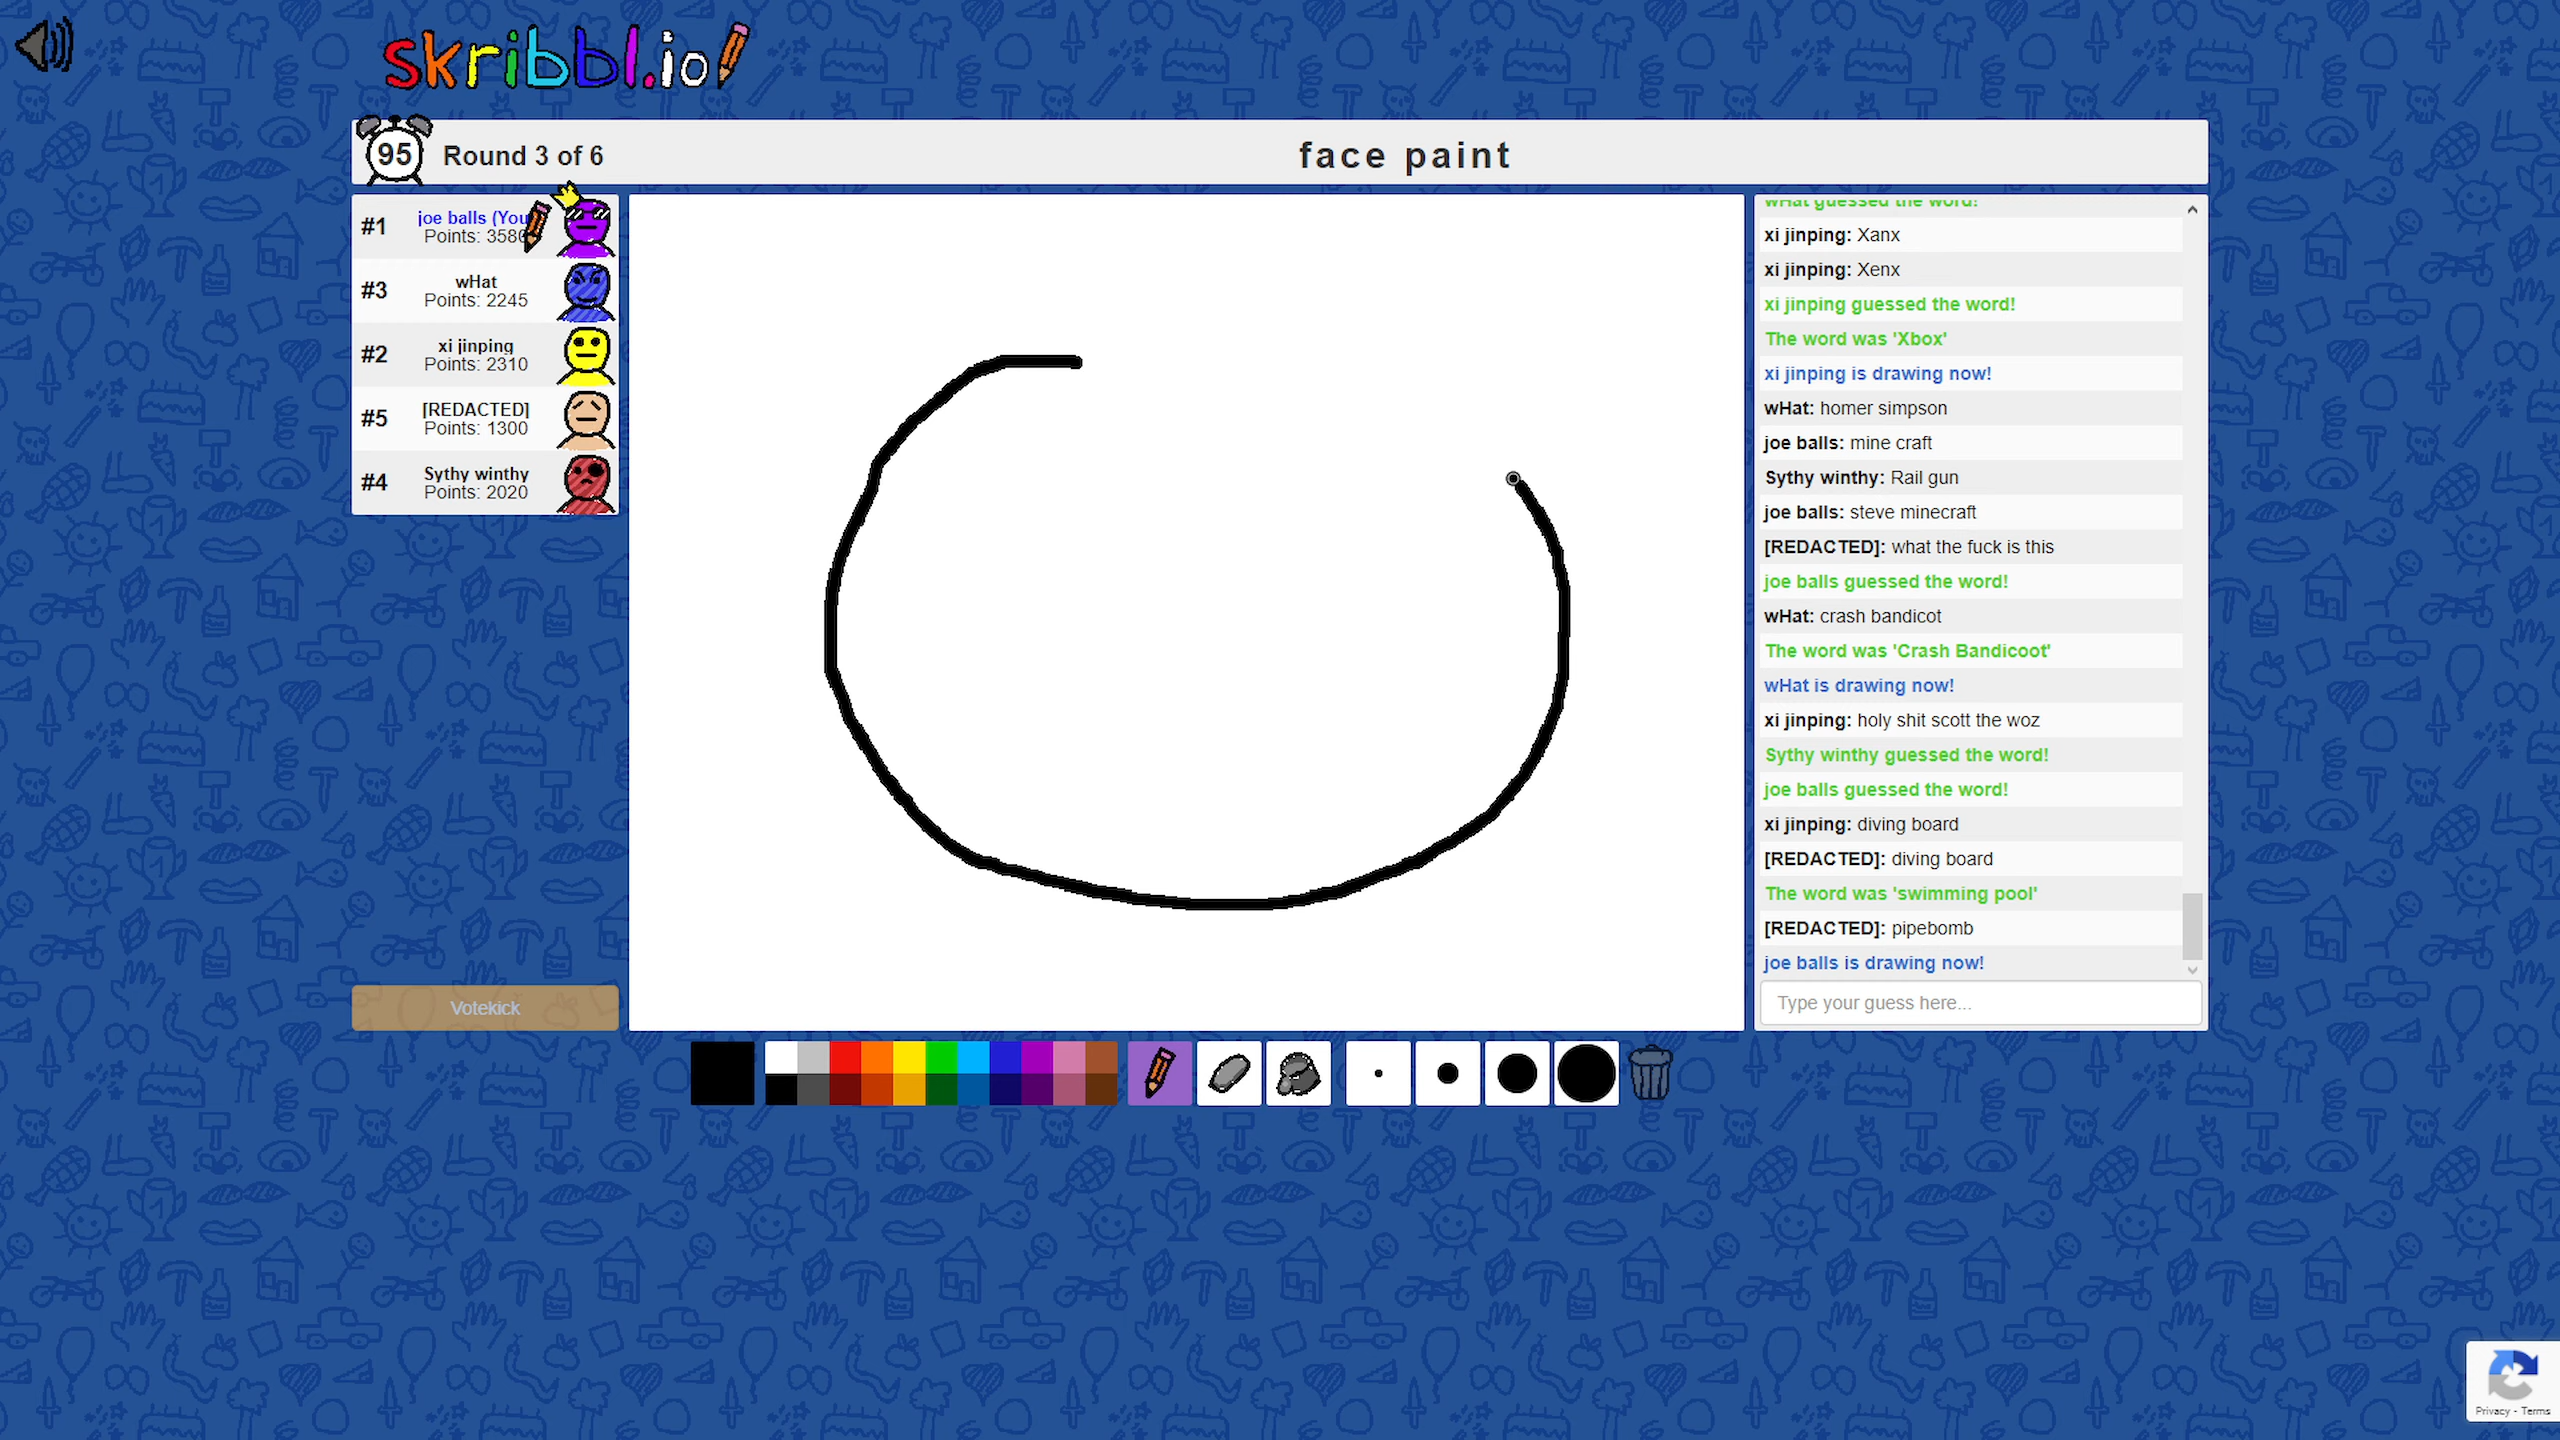 skribbl.io
95
Round 3 of 6
face paint
#1
joe balls (You
Points: 3580
#3
wHat
Points: 2245
#2
xi jinping
Points: 2310
#5
[REDACTED]
Points: 1300
#4
Sythy winthy
Points: 2020
Votekick
wHat guessed the word!
xi jinping: Xanx
xi jinping: Xenx
xi jinping guessed the word!
The word was 'Xbox'
xi jinping is drawing now!
wHat: homer simpson
joe balls: mine craft
Sythy winthy: Rail gun
joe balls: steve minecraft
[REDACTED]: what the fuck is this
joe balls guessed the word!
wHat: crash bandicot
The word was 'Crash Bandicoot'
wHat is drawing now!
xi jinping: holy shit scott the woz
Sythy winthy guessed the word!
joe balls guessed the word!
xi jinping: diving board
[REDACTED]: diving board
The word was 'swimming pool'
[REDACTED]: pipebomb
joe balls is drawing now!
Type your guess here...
Privacy - Terms